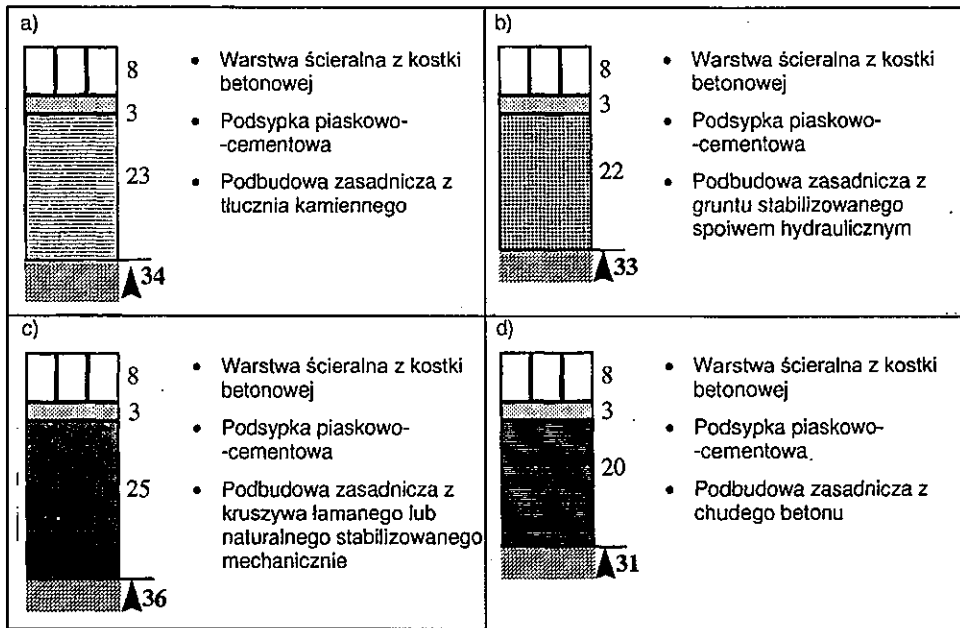 a)
8
3
23
34
• Warstwa ścieralna z kostki
betonowej
• Podsypka piaskowo-
-cementowa
• Podbudowa zasadnicza z
tłucznia kamiennego
b)
8
3
22
33
• Warstwa ścieralna z kostki
betonowej
• Podsypka piaskowo-
-cementowa
• Podbudowa zasadnicza z
gruntu stabilizowanego
spoiwem hydraulicznym
c)
8
3
25
36
• Warstwa ścieralna z kostki
betonowej
• Podsypka piaskowo-
-cementowa
• Podbudowa zasadnicza z
kruszywa łamanego lub
naturalnego stabilizowanego
mechanicznie
d)
8
3
20
31
• Warstwa ścieralna z kostki
betonowej
• Podsypka piaskowo-
-cementowa
• Podbudowa zasadnicza z
chudego betonu